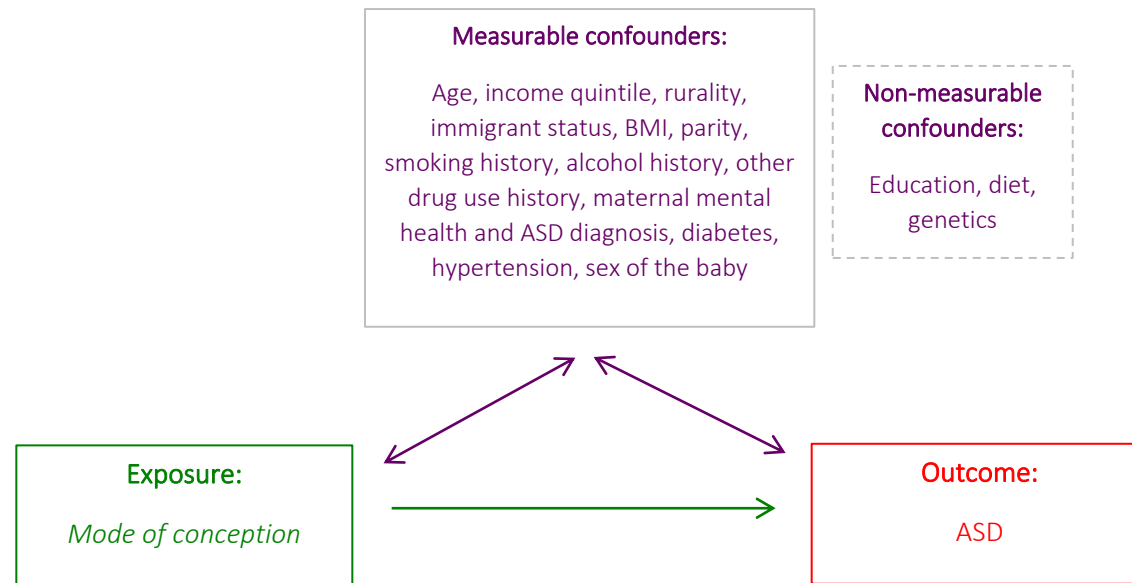 Measurable confounders:
Age, income quintile, rurality,
immigrant status, BMI, parity,
smoking history, alcohol history, other
drug use history, maternal mental
health and ASD diagnosis, diabetes,
hypertension, sex of the baby
Non-measurable
confounders:
Education, diet,
genetics
Exposure:
Mode of conception
Outcome:
ASD